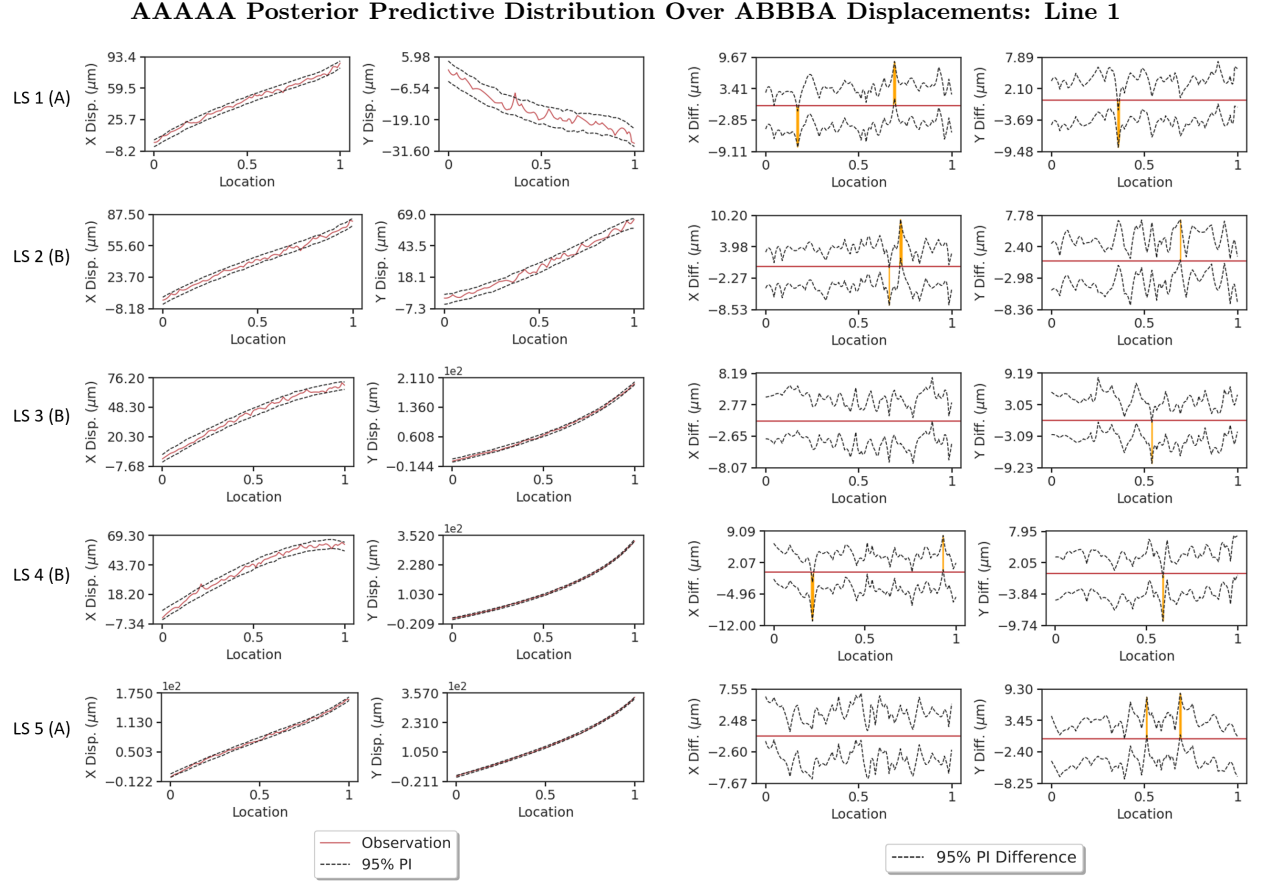 AAAAA Posterior Predictive Distribution Over ABBBA Displacements: Line 1
LS 1 (A)
X Disp. (μm)
93.4
59.5
25.7
−8.2
0
0.5
1
Location
Y Disp. (μm)
5.98
−6.54
−19.10
−31.60
0
0.5
1
Location
X Diff. (μm)
9.67
3.41
−2.85
−9.11
0
0.5
1
Location
Y Diff. (μm)
7.89
2.10
−3.69
−9.48
0
0.5
1
Location
LS 2 (B)
X Disp. (μm)
87.50
55.60
23.70
−8.18
0
0.5
1
Location
Y Disp. (μm)
69.0
43.5
18.1
−7.3
0
0.5
1
Location
X Diff. (μm)
10.20
3.98
−2.27
−8.53
0
0.5
1
Location
Y Diff. (μm)
7.78
2.40
−2.98
−8.36
0
0.5
1
Location
LS 3 (B)
X Disp. (μm)
76.20
48.30
20.30
−7.68
0
0.5
1
Location
Y Disp. (μm)
1e2
2.110
1.360
0.608
−0.144
0
0.5
1
Location
X Diff. (μm)
8.19
2.77
−2.65
−8.07
0
0.5
1
Location
Y Diff. (μm)
9.19
3.05
−3.09
−9.23
0
0.5
1
Location
LS 4 (B)
X Disp. (μm)
69.30
43.70
18.20
−7.34
0
0.5
1
Location
Y Disp. (μm)
1e2
3.520
2.280
1.030
−0.209
0
0.5
1
Location
X Diff. (μm)
9.09
2.07
−4.96
−12.00
0
0.5
1
Location
Y Diff. (μm)
7.95
2.05
−3.84
−9.74
0
0.5
1
Location
LS 5 (A)
X Disp. (μm)
1e2
1.750
1.130
0.503
−0.122
0
0.5
1
Location
Y Disp. (μm)
1e2
3.570
2.310
1.050
−0.211
0
0.5
1
Location
X Diff. (μm)
7.55
2.48
−2.60
−7.67
0
0.5
1
Location
Y Diff. (μm)
9.30
3.45
−2.40
−8.25
0
0.5
1
Location
Observation
95% PI
95% PI Difference